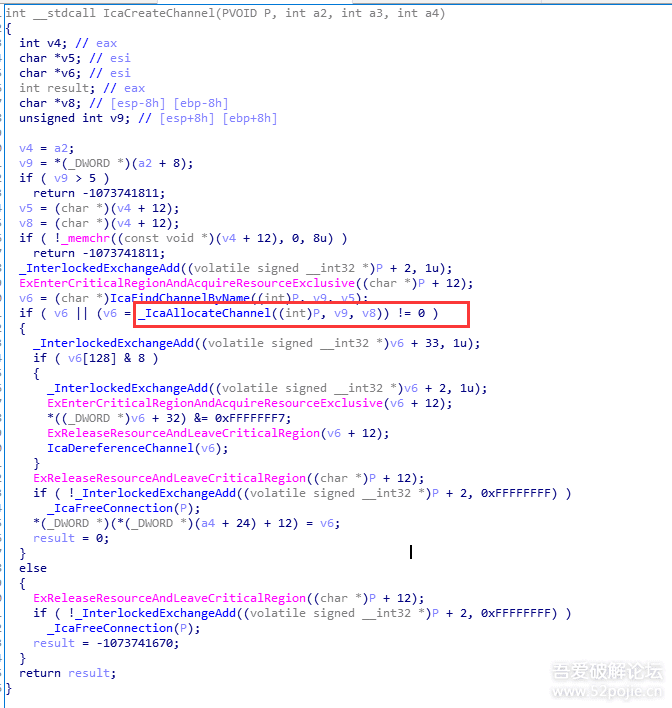 int __stdcall IcaCreateChannel(PVOID P, int a2, int a3, int a4)
{
int v4; // eax
char *v5; // esi
char *v6; // esi
int result; // eax
char *v8; // [esp-8h] [ebp-8h]
unsigned int v9; // [esp+8h] [ebp+8h]
v4 = a2;
v9 = *(_DWORD *)(a2 + 8);
if ( v9 > 5 )
return -1073741811;
v5 = (char *)(v4 + 12);
v8 = (char *)(v4 + 12);
if ( !_memchr((const void *)(v4 + 12), 0, 8u) )
return -1073741811;
_InterlockedExchangeAdd((volatile signed __int32 *)P + 2, 1u);
ExEnterCriticalRegionAndAcquireResourceExclusive((char *)P + 12);
v6 = (char *)IcaFindChannelByName((int)P, v9, v5);
if ( v6 || (v6 = _IcaAllocateChannel((int)P, v9, v8)) != 0 )
{
_InterlockedExchangeAdd((volatile signed __int32 *)v6 + 33, 1u);
if ( v6[128] & 8 )
{
_InterlockedExchangeAdd((volatile signed __int32 *)v6 + 2, 1u);
ExEnterCriticalRegionAndAcquireResourceExclusive(v6 + 12);
*((_DWORD *)v6 + 32) &= 0xFFFFFFF7;
ExReleaseResourceAndLeaveCriticalRegion(v6 + 12);
IcaDereferenceChannel(v6);
}
ExReleaseResourceAndLeaveCriticalRegion((char *)P + 12);
if ( !_InterlockedExchangeAdd((volatile signed __int32 *)P + 2, 0xFFFFFFFF) )
_IcaFreeConnection(P);
*(_DWORD *)(*(_DWORD *)(a4 + 24) + 12) = v6;
result = 0;
}
else
{
ExReleaseResourceAndLeaveCriticalRegion((char *)P + 12);
if ( !_InterlockedExchangeAdd((volatile signed __int32 *)P + 2, 0xFFFFFFFF) )
_IcaFreeConnection(P);
result = -1073741670;
}
return result;
}
吾爱破解论坛
www.52pojie.cn